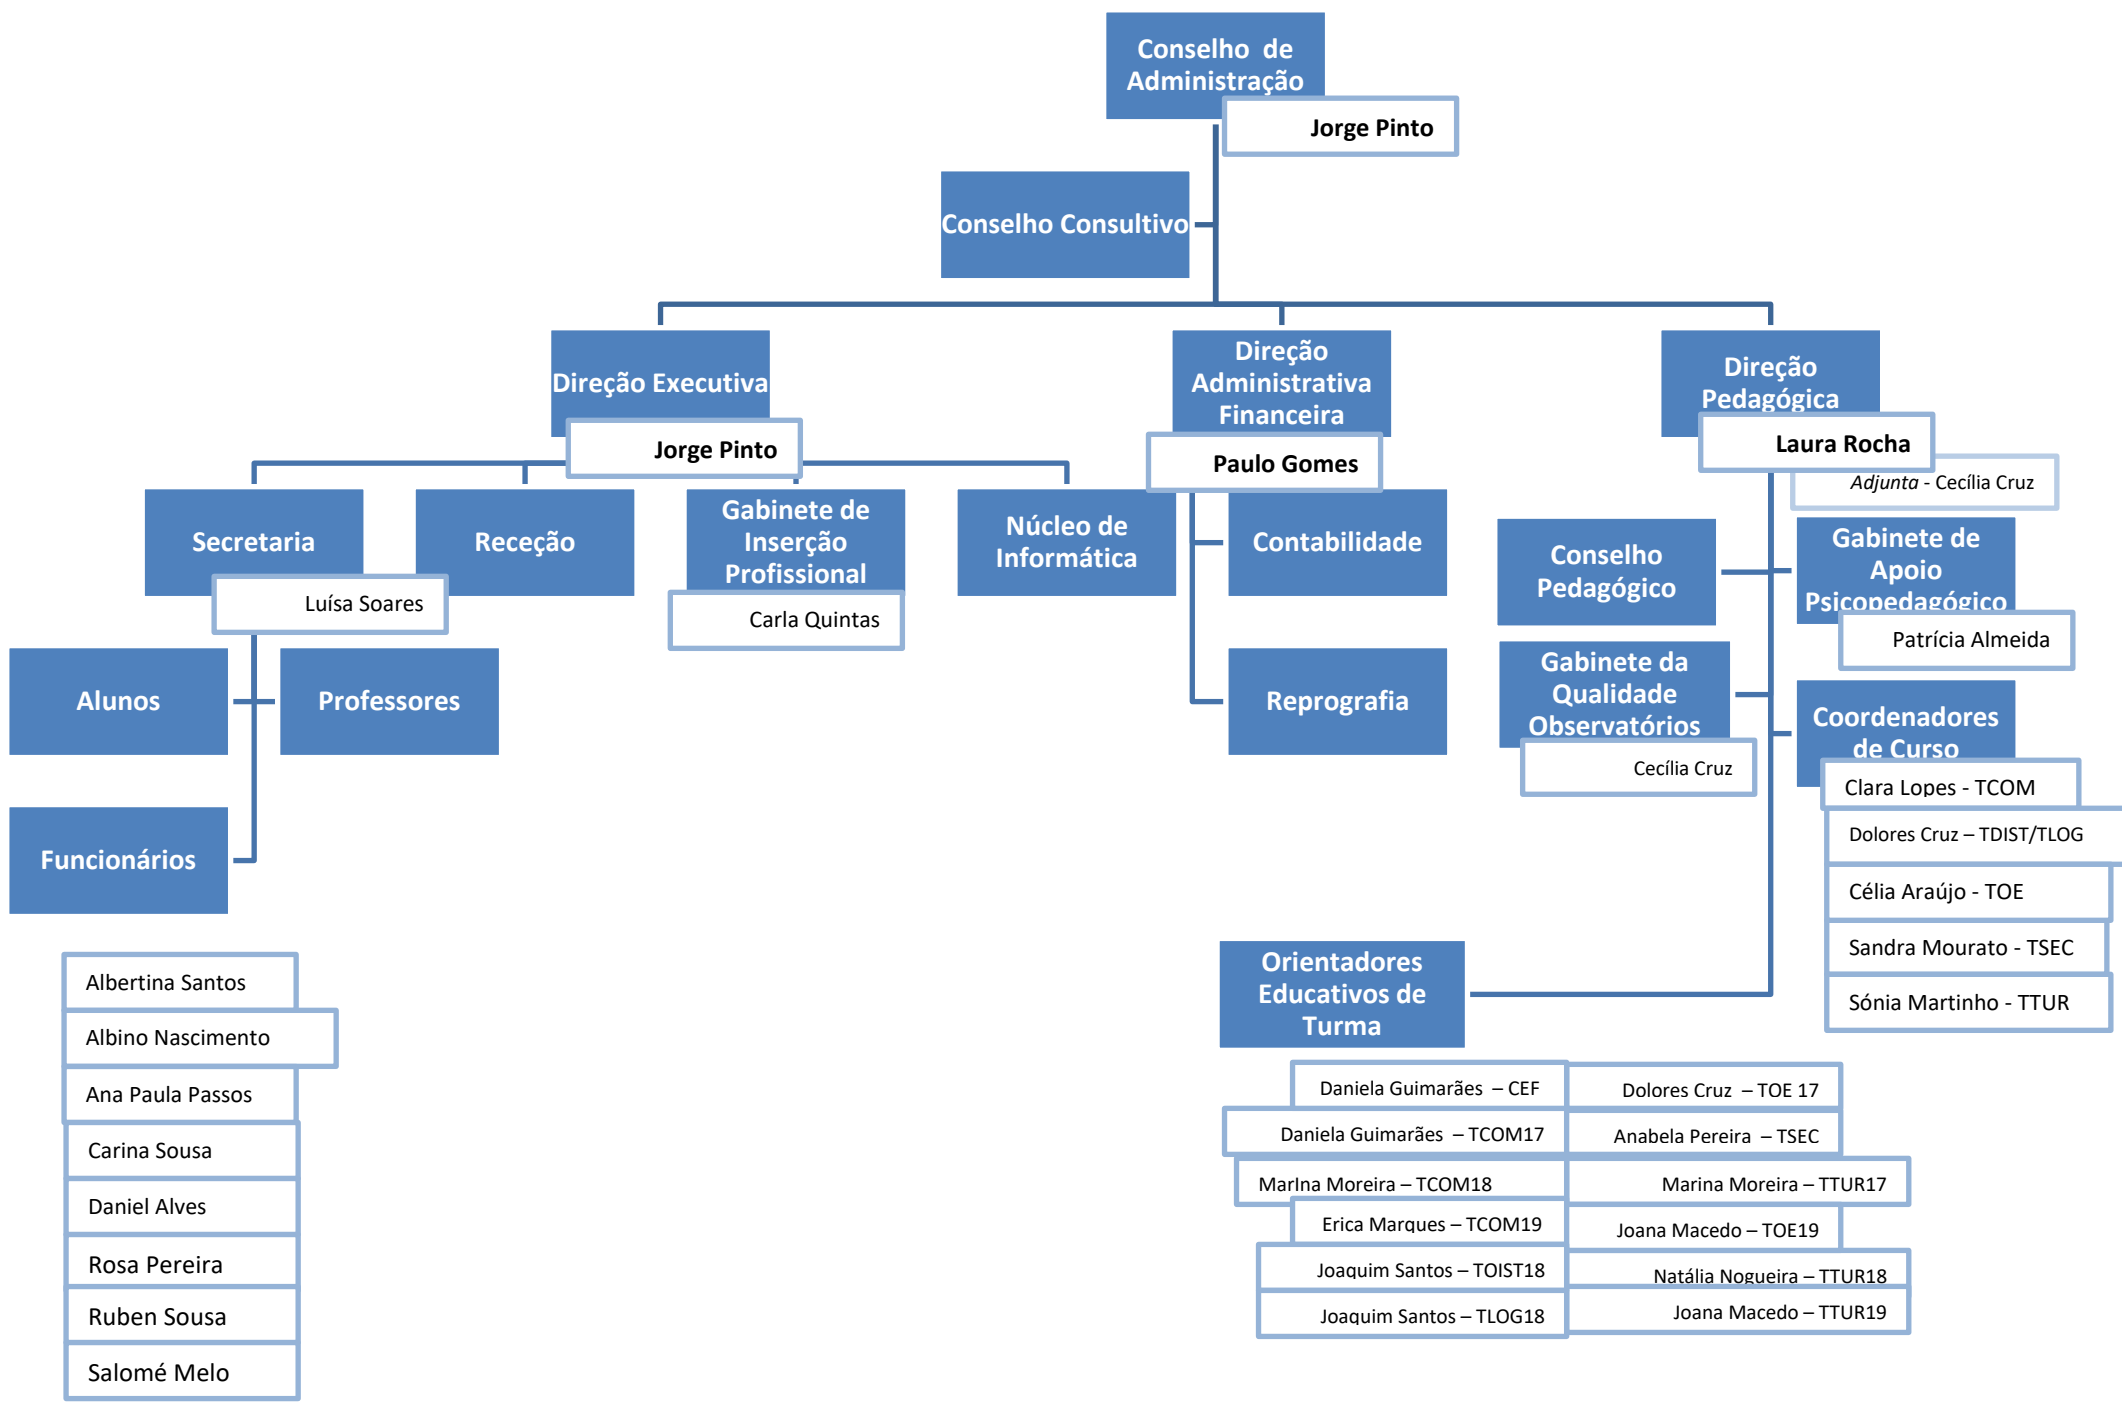 Conselho de
Administração
Jorge Pinto
Conselho Consultivo
Direção Executiva
Jorge Pinto
Direção
Administrativa
Financeira
Paulo Gomes
Direção
Pedagógica
Laura Rocha
Adjunta - Cecília Cruz
Secretaria
Luísa Soares
Receção
Gabinete de
Inserção
Profissional
Carla Quintas
Núcleo de
Informática
Contabilidade
Conselho
Pedagógico
Gabinete de
Apoio
Psicopedagógico
Patrícia Almeida
Alunos
Professores
Reprografia
Gabinete da
Qualidade
Observatórios
Cecília Cruz
Coordenadores
de Curso
Clara Lopes - TCOM
Dolores Cruz – TDIST/TLOG
Célia Araújo - TOE
Sandra Mourato - TSEC
Sónia Martinho - TTUR
Funcionários
Albertina Santos
Albino Nascimento
Ana Paula Passos
Carina Sousa
Daniel Alves
Rosa Pereira
Ruben Sousa
Salomé Melo
Orientadores
Educativos de
Turma
Daniela Guimarães – CEF
Dolores Cruz – TOE 17
Daniela Guimarães – TCOM17
Anabela Pereira – TSEC
MarIna Moreira – TCOM18
Marina Moreira – TTUR17
Erica Marques – TCOM19
Joana Macedo – TOE19
Joaquim Santos – TOIST18
Natália Nogueira – TTUR18
Joaquim Santos – TLOG18
Joana Macedo – TTUR19